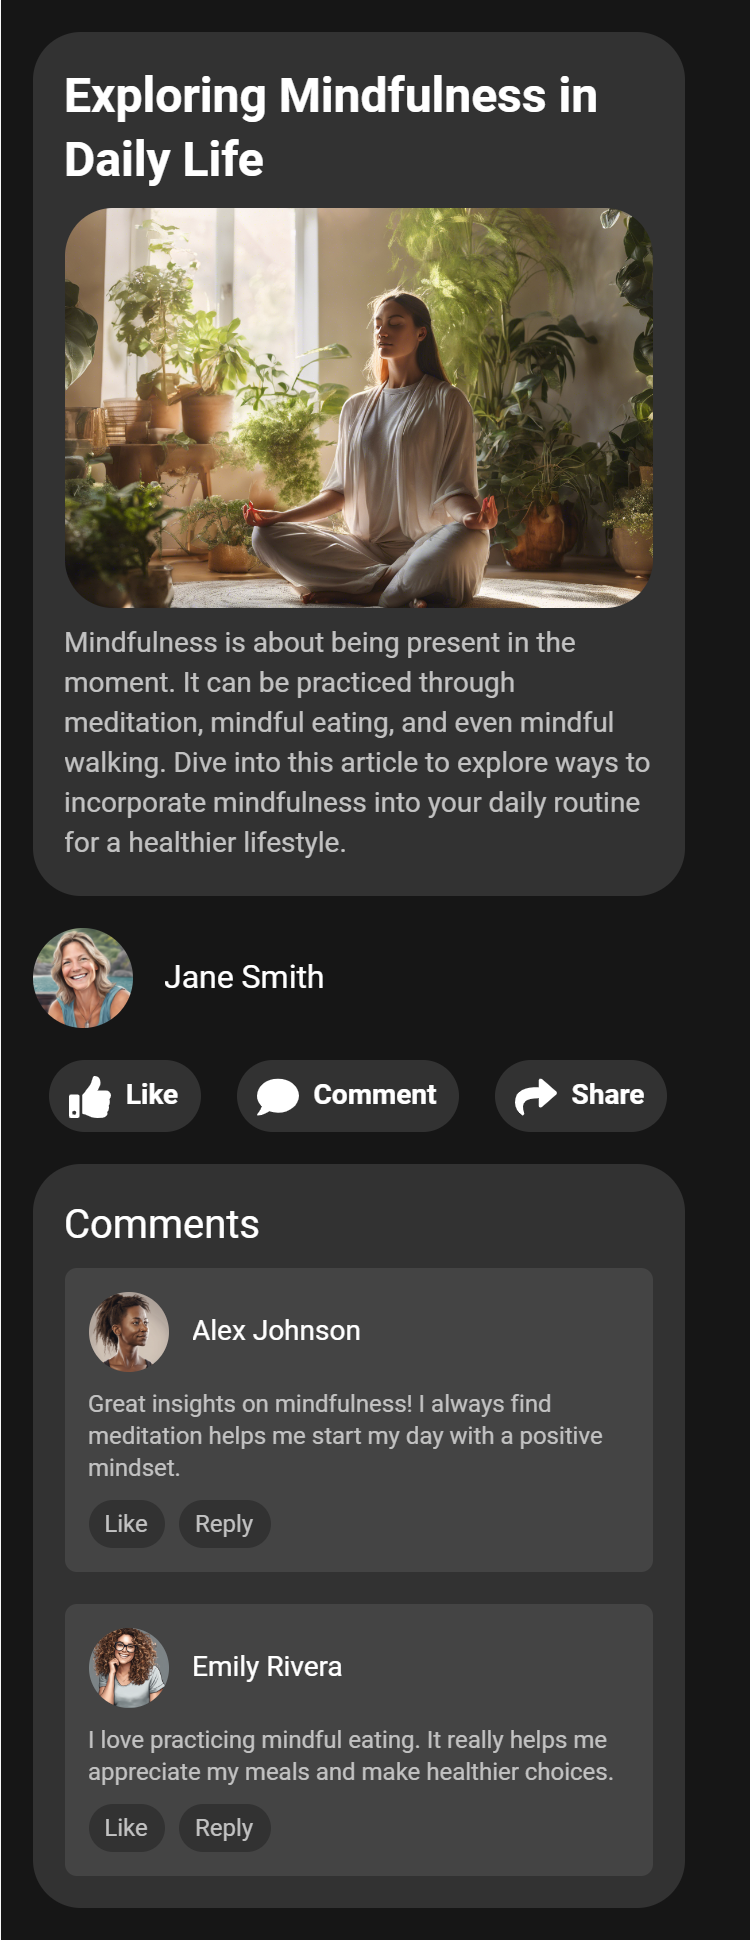 Exploring Mindfulness in
Daily Life
Mindfulness is about being present in the
moment. It can be practiced through
meditation, mindful eating, and even mindful
walking. Dive into this article to explore ways to
incorporate mindfulness into your daily routine
for a healthier lifestyle.
Jane Smith
Like Comment Share
Comments
Alex Johnson
Great insights on mindfulness! I always find
meditation helps me start my day with a positive
mindset.
Like Reply
Emily Rivera
I love practicing mindful eating. It really helps me
appreciate my meals and make healthier choices.
Like Reply